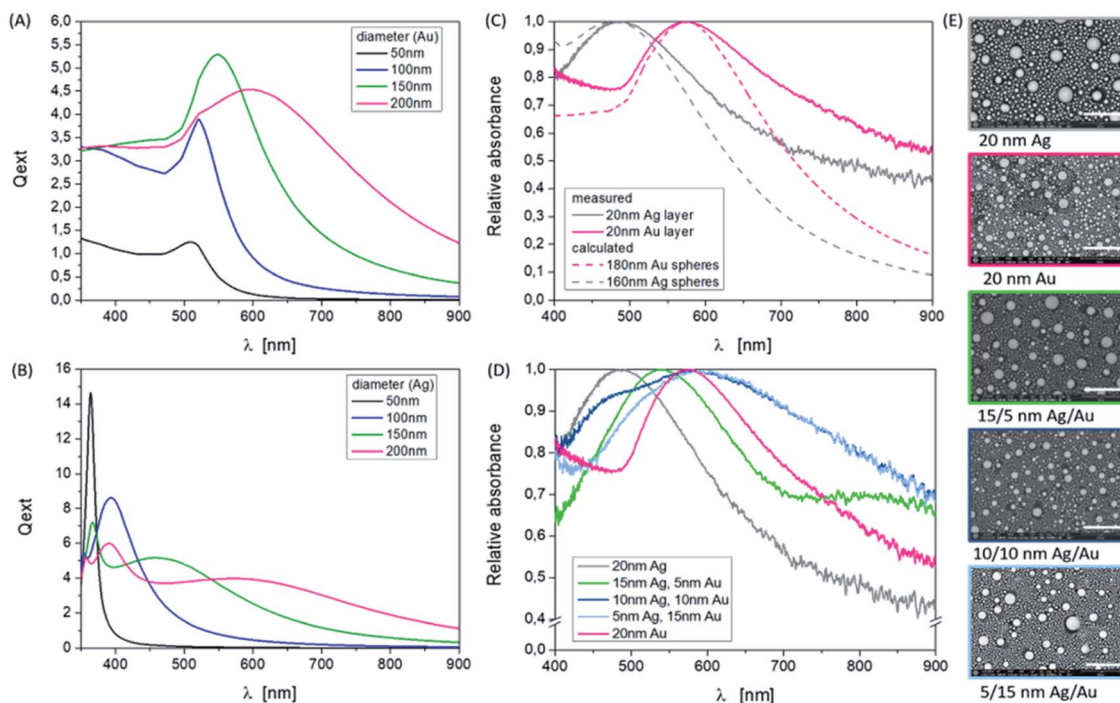 (A)
6,0
5,5
5,0
4,5
4,0
3,5
3,0
2,5
2,0
1,5
1,0
0,5
0,0
Qext
diameter (Au)
50nm
100nm
150nm
200nm
400 500 600 700 800 900
λ [nm]
(B)
16
14
12
10
8
6
4
2
0
Qext
diameter (Ag)
50nm
100nm
150nm
200nm
400 500 600 700 800 900
λ [nm]
(C)
1,0
0,9
0,8
0,7
0,6
0,5
0,4
0,3
0,2
0,1
0,0
Relative absorbance
measured
20nm Ag layer
20nm Au layer
calculated
180nm Au spheres
160nm Ag spheres
400 500 600 700 800 900
λ [nm]
(D)
1,0
0,9
0,8
0,7
0,6
0,5
0,4
0,0
Relative absorbance
20nm Ag
15nm Ag, 5nm Au
10nm Ag, 10nm Au
5nm Ag, 15nm Au
20nm Au
400 500 600 700 800 900
λ [nm]
(E)
20 nm Ag
20 nm Au
15/5 nm Ag/Au
10/10 nm Ag/Au
5/15 nm Ag/Au